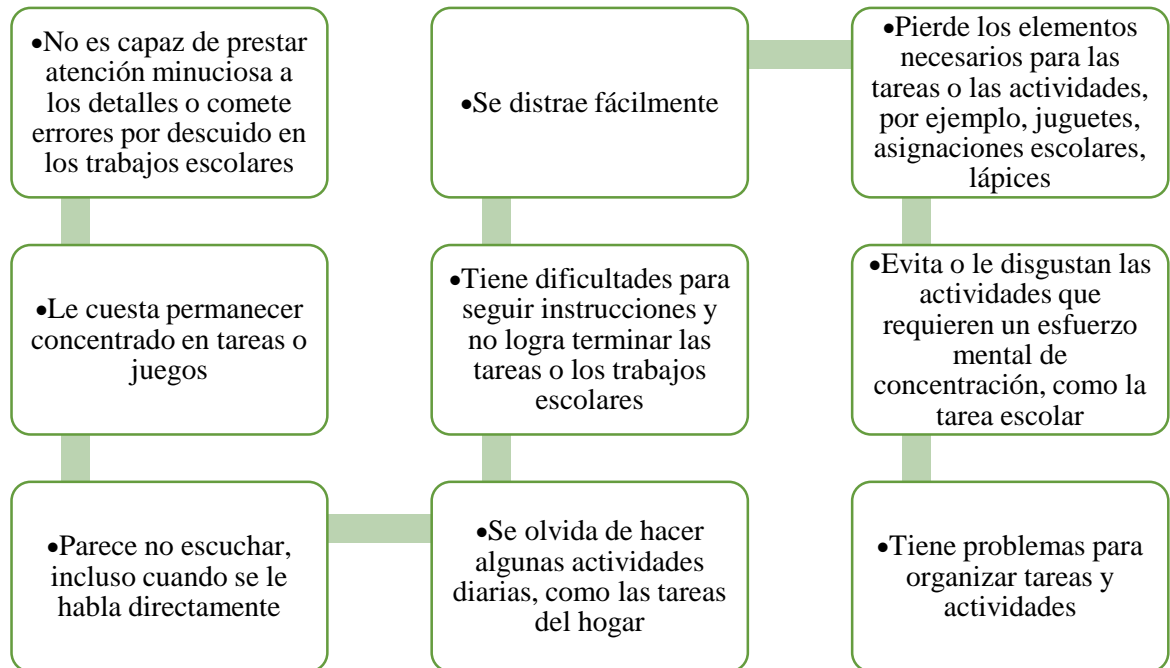 •No es capaz de prestar
atención minuciosa a
los detalles o comete
errores por descuido en
los trabajos escolares
•Le cuesta permanecer
concentrado en tareas o
juegos
•Parece no escuchar,
incluso cuando se le
habla directamente
•Se olvida de hacer
algunas actividades
diarias, como las tareas
del hogar
•Tiene dificultades para
seguir instrucciones y
no logra terminar las
tareas o los trabajos
escolares
•Se distrae fácilmente
•Pierde los elementos
necesarios para las
tareas o las actividades,
por ejemplo, juguetes,
asignaciones escolares,
lápices
•Evita o le disgustan las
actividades que
requieren un esfuerzo
mental de
concentración, como la
tarea escolar
•Tiene problemas para
organizar tareas y
actividades